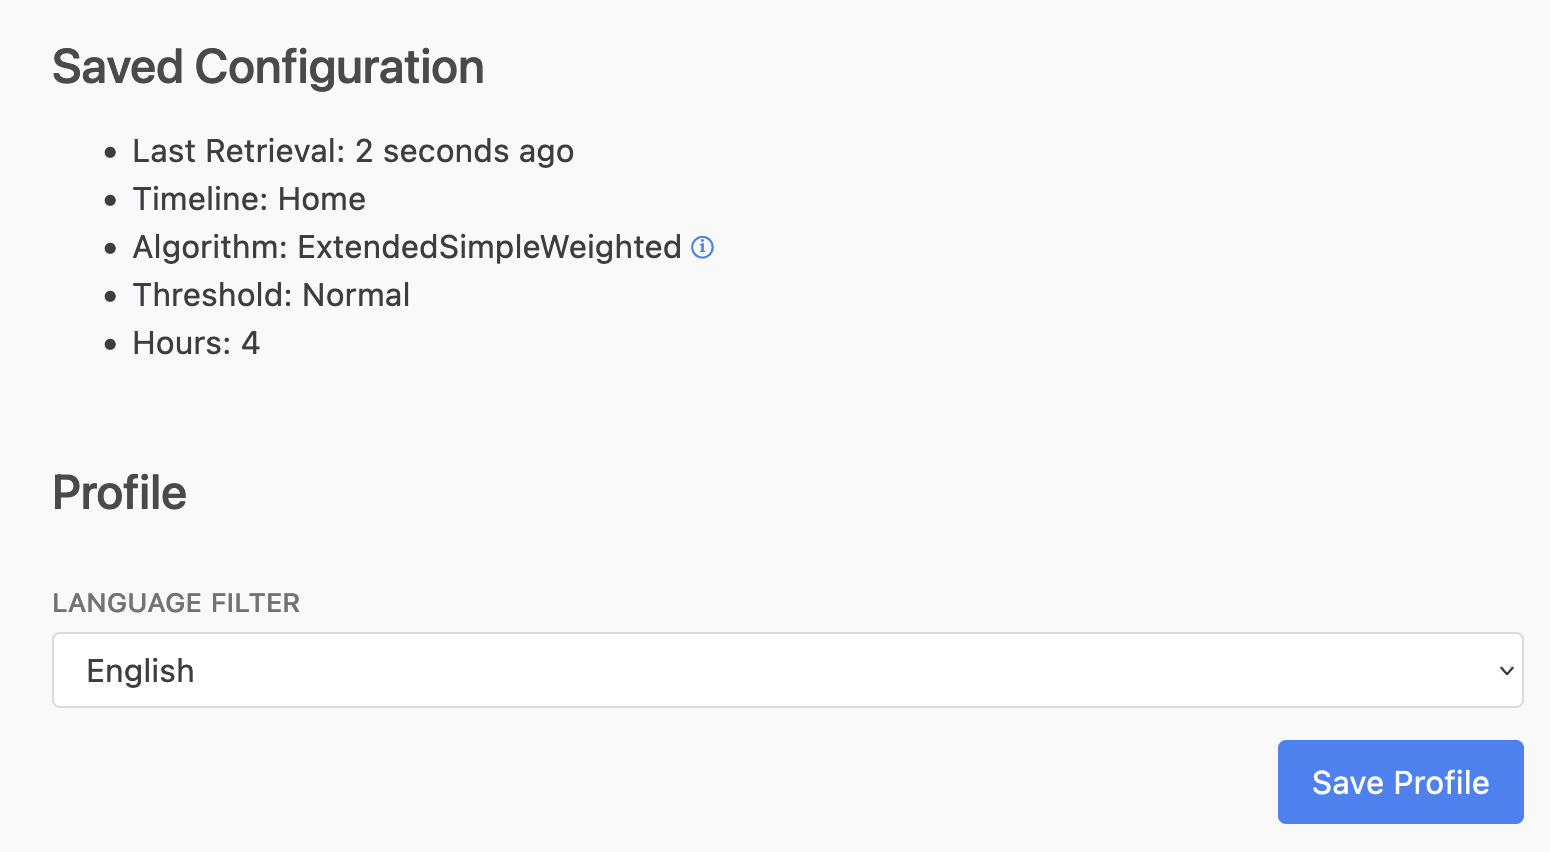 Saved Configuration
• Last Retrieval: 2 seconds ago
• Timeline: Home
• Algorithm: ExtendedSimpleWeighted
• Threshold: Normal
• Hours: 4
Profile
LANGUAGE FILTER
English
Save Profile